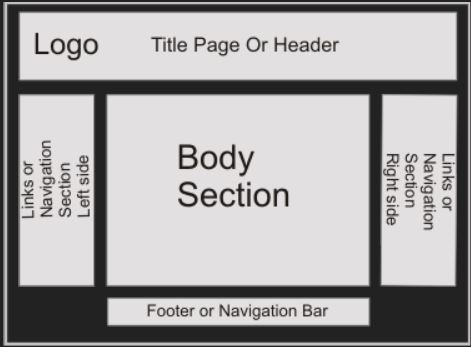 Logo
Title Page Or Header
Links or
Navigation
Section
Left side
Body
Section
Links or
Navigation
Section
Right side
Footer or Navigation Bar